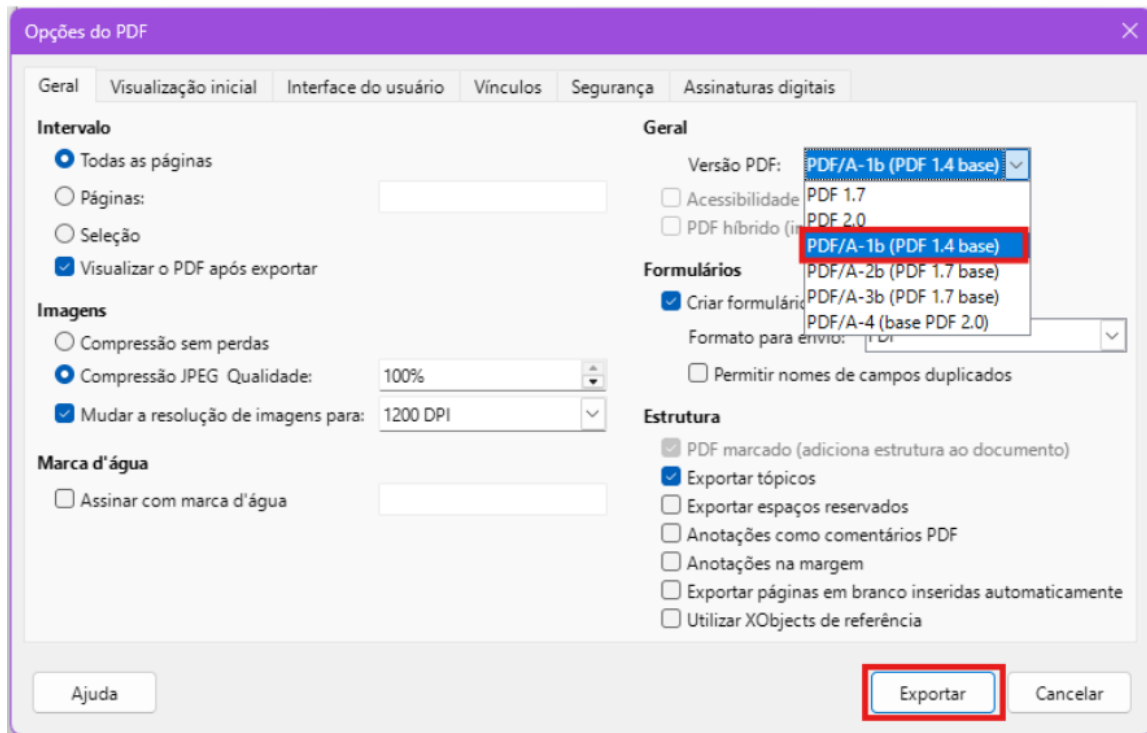 Opções do PDF
Geral Visualização inicial Interface do usuário Vínculos Segurança Assinaturas digitais
Intervalo
Todas as páginas
Páginas:
Seleção
Visualizar o PDF após exportar
Imagens
Compressão sem perdas
Compressão JPEG Qualidade: 100%
Mudar a resolução de imagens para: 1200 DPI
Marca d'água
Assinar com marca d'água
Geral
Versão PDF: PDF/A-1b (PDF 1.4 base)
PDF 1.7
PDF 2.0
PDF/A-1b (PDF 1.4 base)
PDF/A-2b (PDF 1.7 base)
PDF/A-3b (PDF 1.7 base)
PDF/A-4 (base PDF 2.0)
Acessibilidade
PDF híbrido
Formulários
Criar
Formato para envio: PDF
Permitir nomes de campos duplicados
Estrutura
PDF marcado (adiciona estrutura ao documento)
Exportar tópicos
Exportar espaços reservados
Anotações como comentários PDF
Anotações na margem
Exportar páginas em branco inseridas automaticamente
Utilizar XObjects de referência
Ajuda Exportar Cancelar